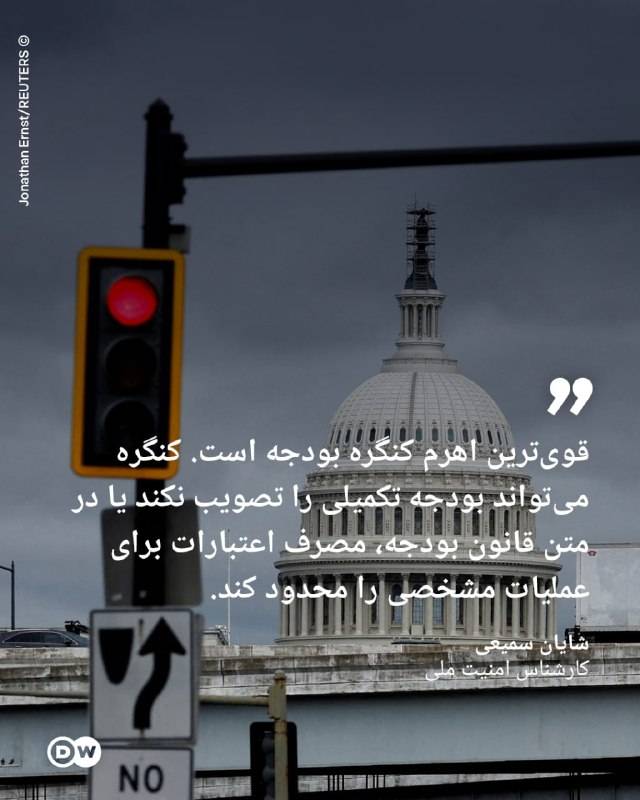 Jonathan Ernst/REUTERS ©
”
قوی‌ترین اهرم کنگره بودجه است. کنگره
می‌تواند بودجه تکمیلی را تصویب نکند یا در
متن قانون بودجه، مصرف اعتبارات برای
عملیات مشخصی را محدود کند.
شایان سمیعی
کارشناس امنیت ملی
DW
NO